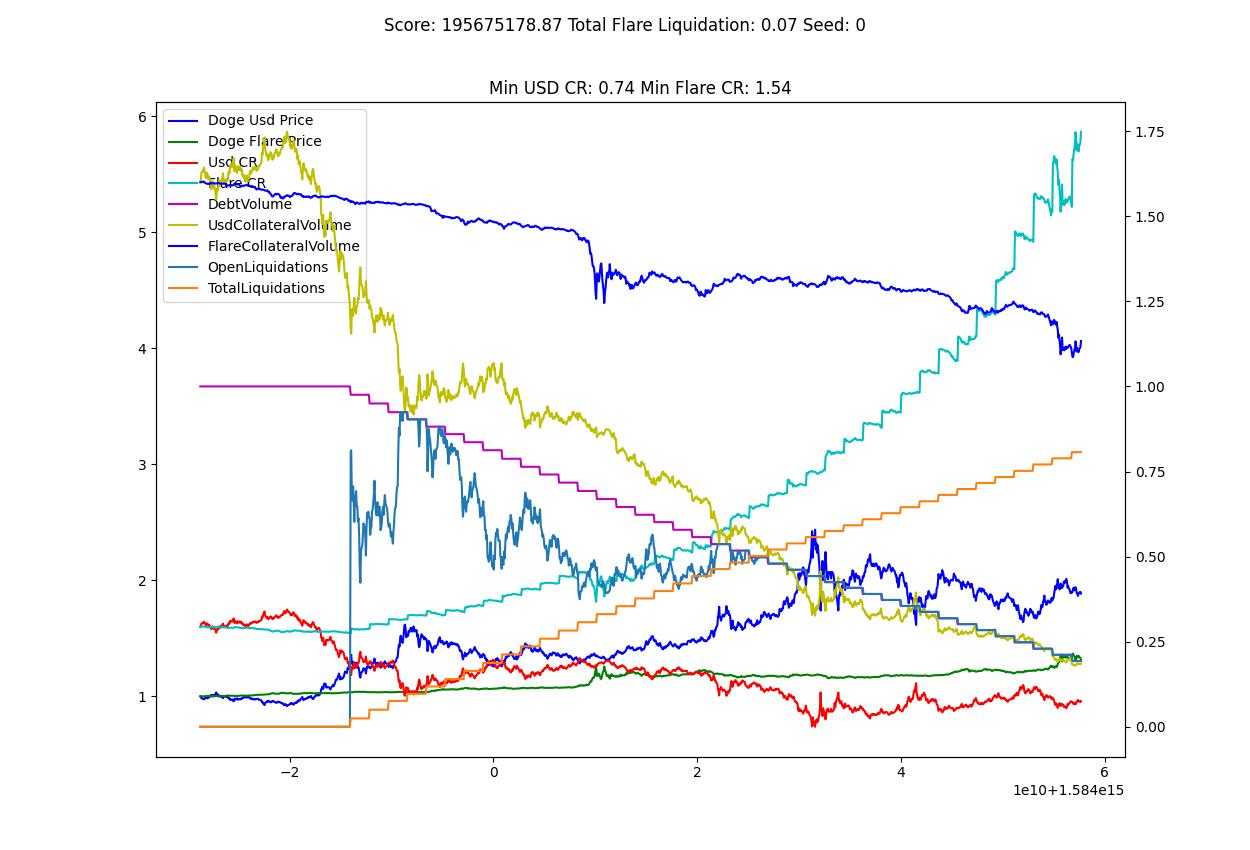 Score: 195675178.87 Total Flare Liquidation: 0.07 Seed: 0
Min USD CR: 0.74 Min Flare CR: 1.54
Doge Usd Price
Doge Flare Price
Usd CR
Flare CR
DebtVolume
UsdCollateralVolume
FlareCollateralVolume
OpenLiquidations
TotalLiquidations
6
5
4
3
2
1
1.75
1.50
1.25
1.00
0.75
0.50
0.25
0.00
−2 0 2 4 6
1e10+1.584e15